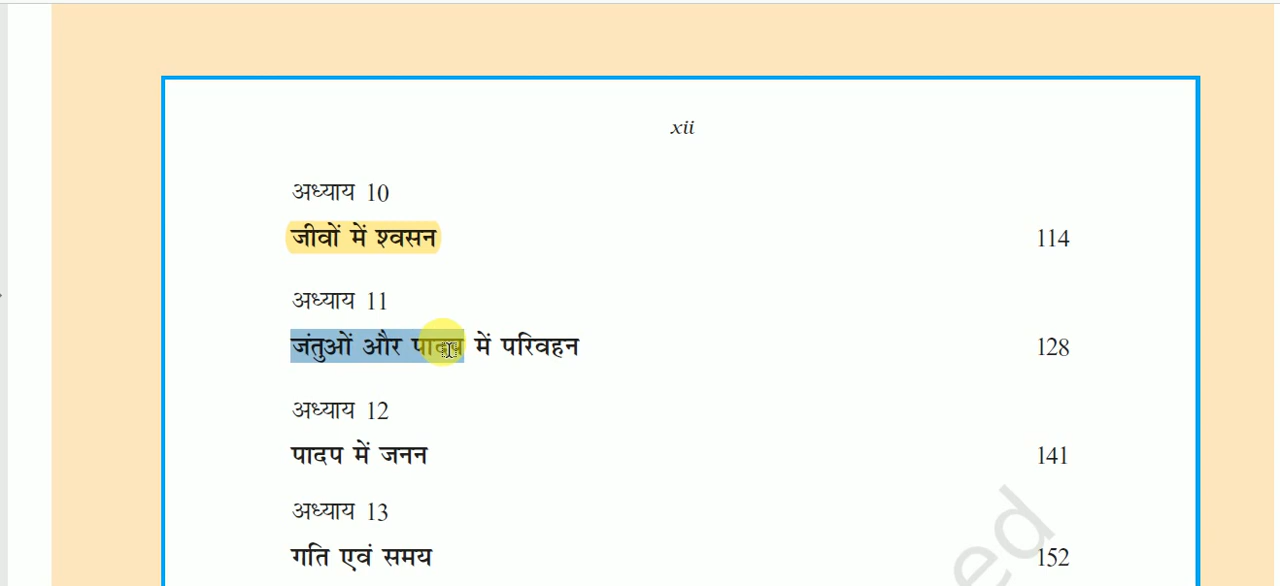 xii
अध्याय 10
जीवों में श्वसन 114
अध्याय 11
जंतुओं और पादप में परिवहन 128
अध्याय 12
पादप में जनन 141
अध्याय 13
गति एवं समय 152